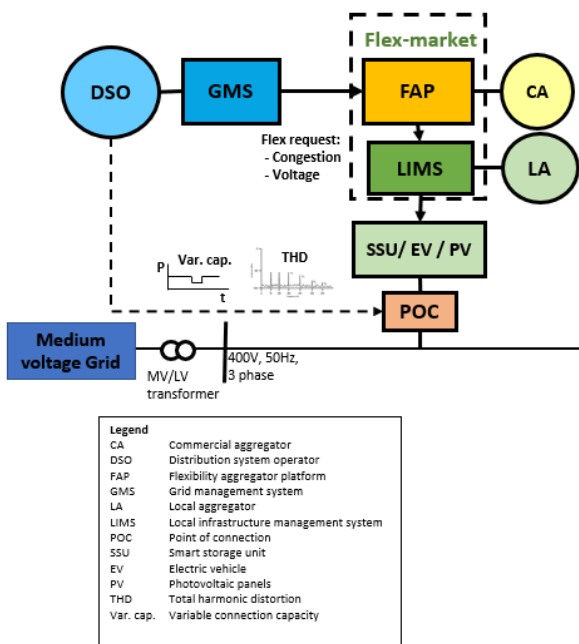 Flex-market
DSO
GMS
FAP
CA
Flex request:
- Congestion
- Voltage
LIMS
LA
SSU/ EV / PV
Var. cap.
P
t
THD
POC
Medium
voltage Grid
MV/LV
transformer
400V, 50Hz,
3 phase
Legend
CA Commercial aggregator
DSO Distribution system operator
FAP Flexibility aggregator platform
GMS Grid management system
LA Local aggregator
LIMS Local infrastructure management system
POC Point of connection
SSU Smart storage unit
EV Electric vehicle
PV Photovoltaic panels
THD Total harmonic distortion
Var. cap. Variable connection capacity